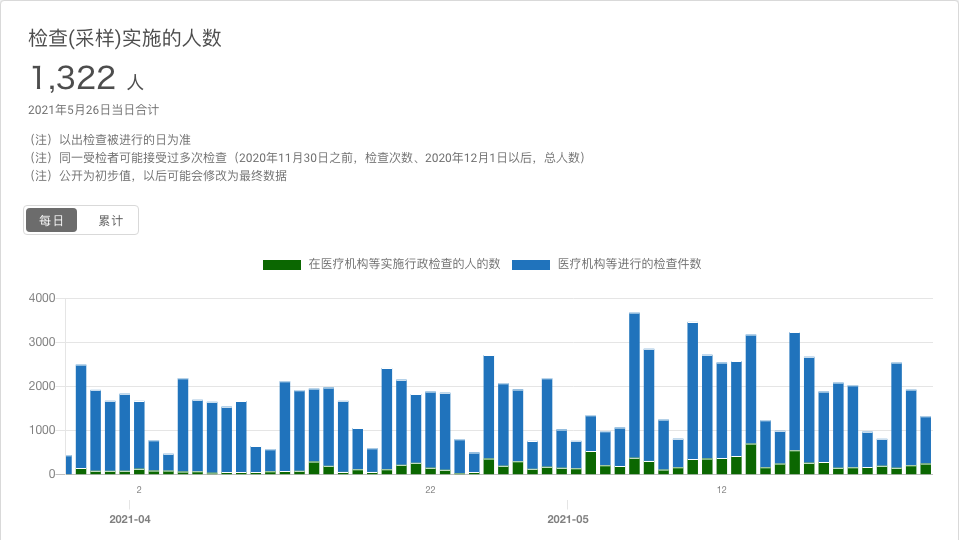 检查(采样)实施的人数
1,322 人
2021年5月26日当日合计
（注）以出检查被进行的日为准
（注）同一受检者可能接受过多次检查（2020年11月30日之前，检查次数、2020年12月1日以后，总人数）
（注）公开为初步值，以后可能会修改为最终数据
每日 累计
在医疗机构等实施行政检查的人的数 医疗机构等进行的检查件数
4000
3000
2000
1000
0
2 22 12
2021-04 2021-05